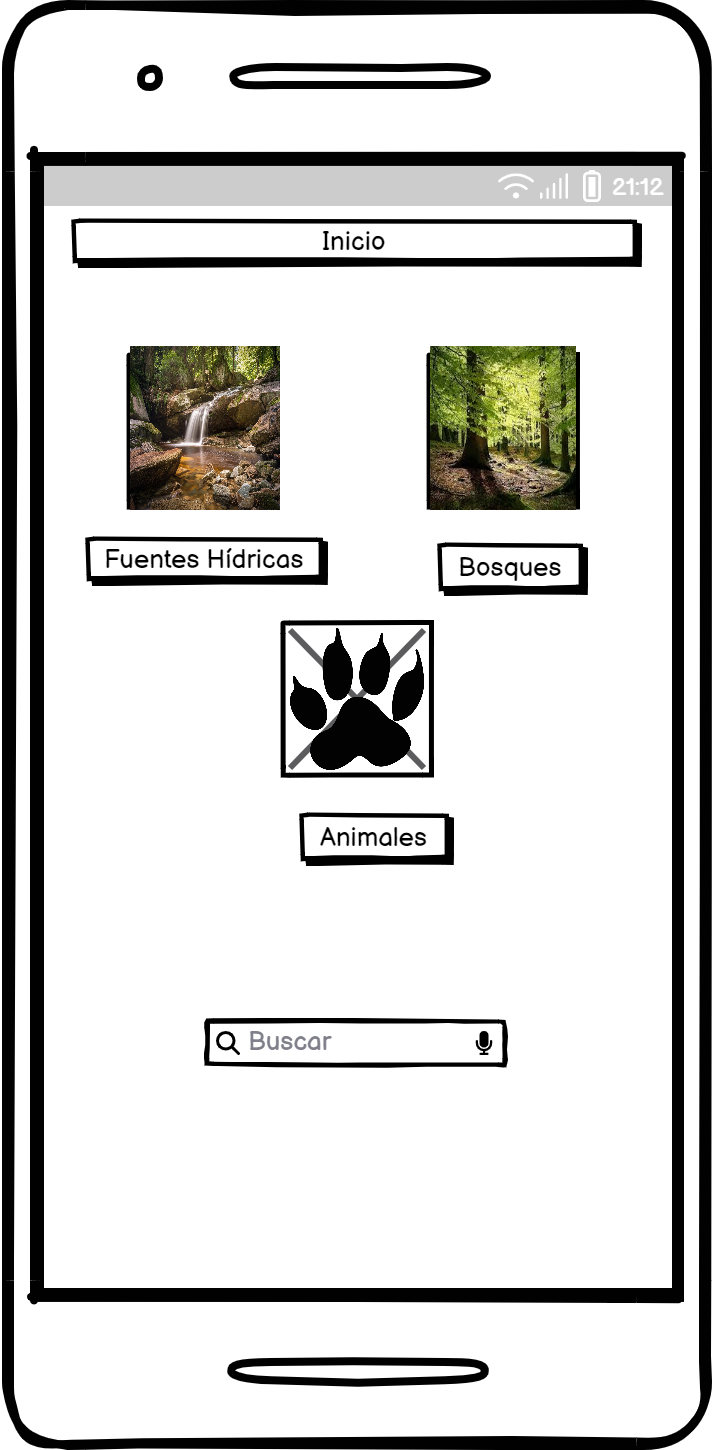 21:12
Inicio
Fuentes Hídricas
Bosques
Animales
Buscar